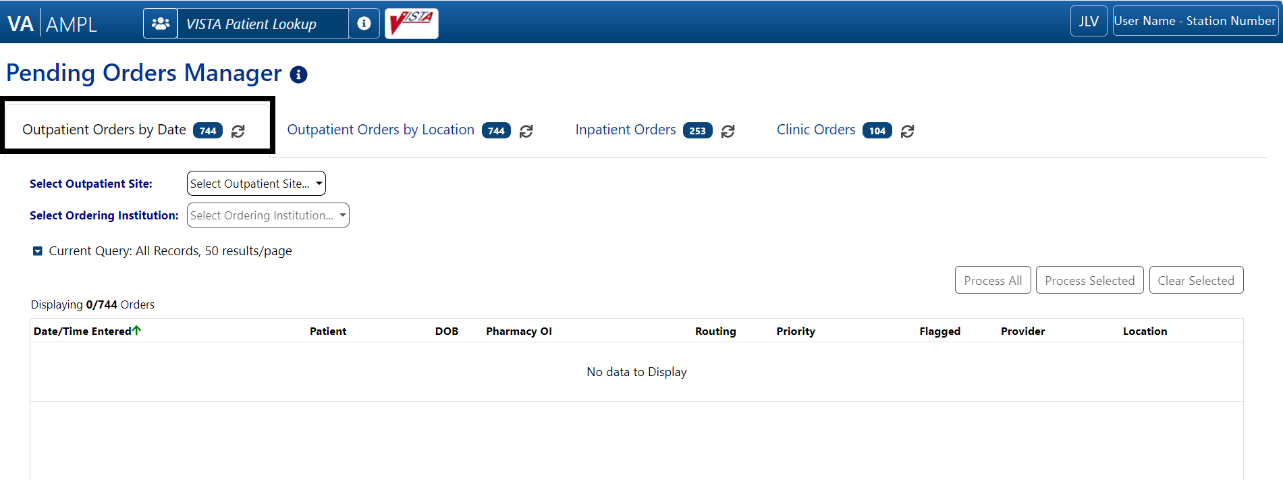 VA AMPL VISTA Patient Lookup VISTA JLV User Name - Station Number
Pending Orders Manager
Outpatient Orders by Date 744 Outpatient Orders by Location 744 Inpatient Orders 253 Clinic Orders 104
Select Outpatient Site: Select Outpatient Site...
Select Ordering Institution: Select Ordering Institution...
Current Query: All Records, 50 results/page
Process All Process Selected Clear Selected
Displaying 0/744 Orders
Date/Time Entered Patient DOB Pharmacy OI Routing Priority Flagged Provider Location
No data to Display